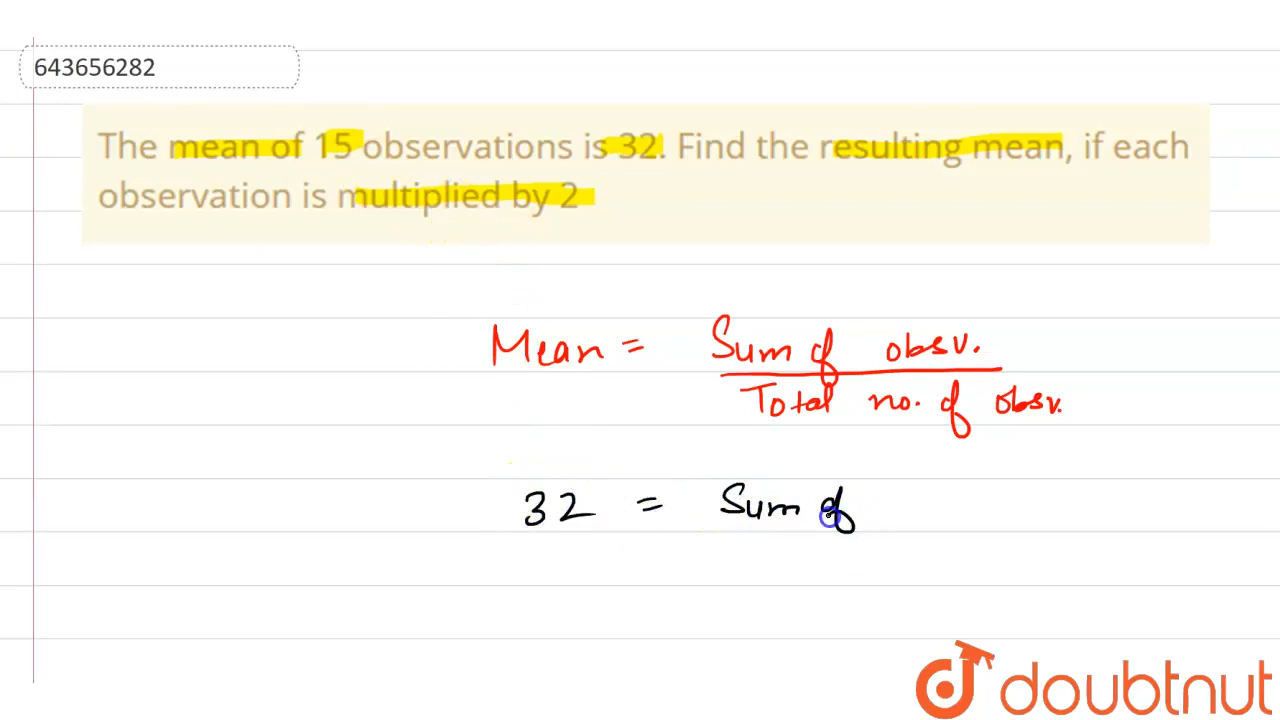 643656282
The mean of 15 observations is 32. Find the resulting mean, if each
observation is multiplied by 2
Mean = Sum of obsv.
Total no. of obsv.
32 = Sum of
doubtnut